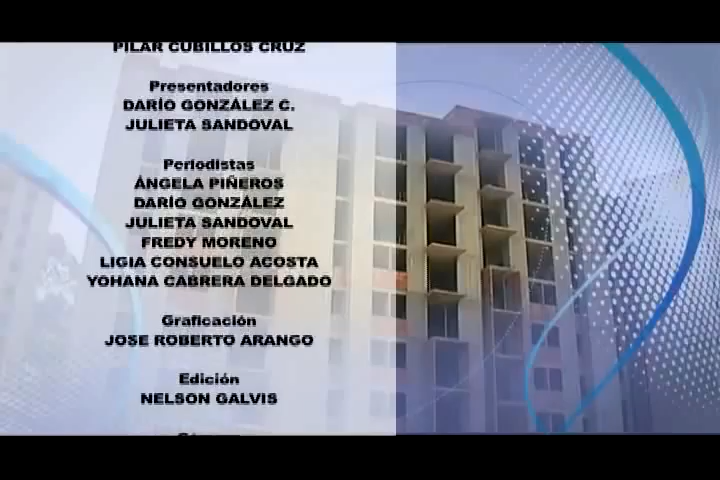 PILAR CUBILLOS CRUZ
Presentadores
DARÍO GONZÁLEZ C.
JULIETA SANDOVAL
Periodistas
ÁNGELA PIÑEROS
DARÍO GONZÁLEZ
JULIETA SANDOVAL
FREDY MORENO
LIGIA CONSUELO ACOSTA
YOHANA CABRERA DELGADO
Graficación
JOSE ROBERTO ARANGO
Edición
NELSON GALVIS